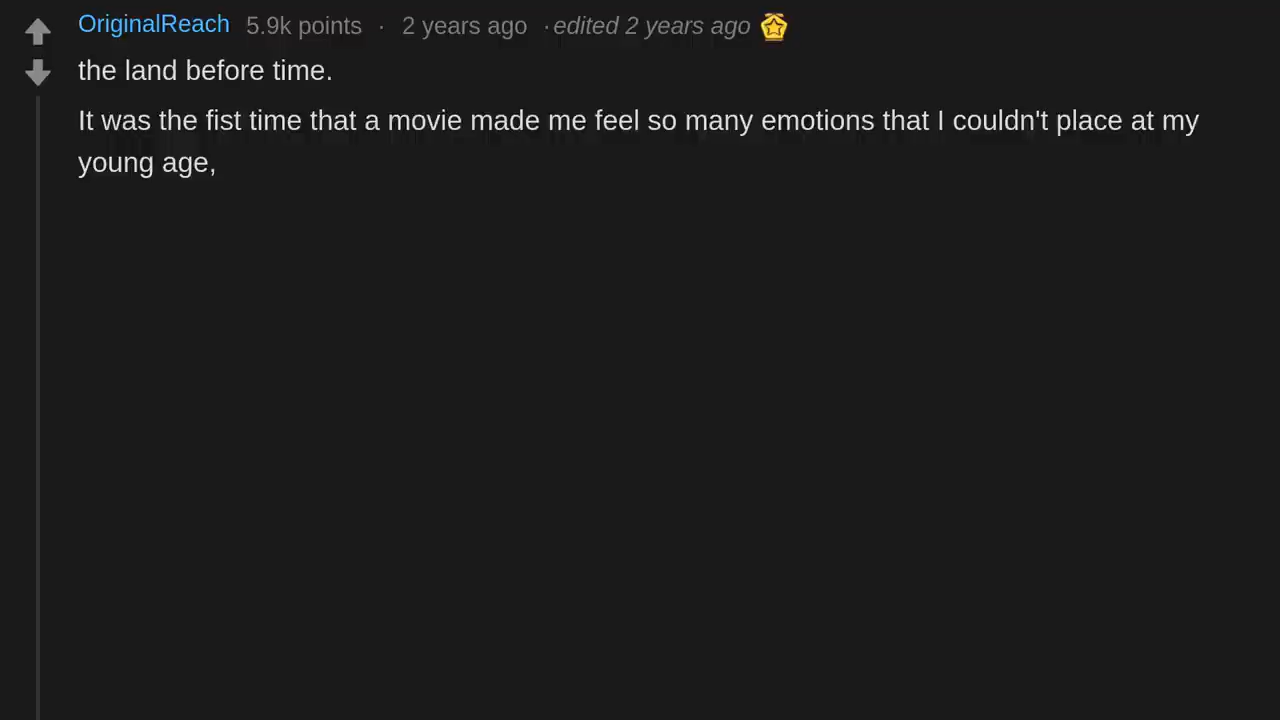 OriginalReach 5.9k points · 2 years ago · edited 2 years ago
the land before time.
It was the fist time that a movie made me feel so many emotions that I couldn't place at my
young age,